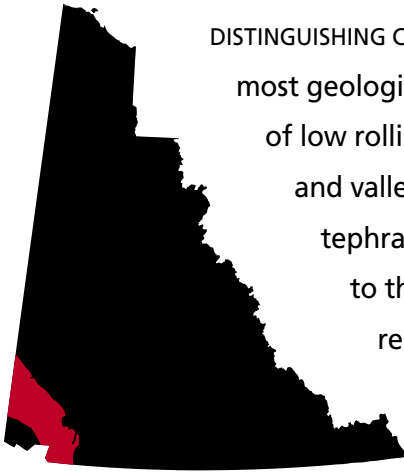 DISTINGUISHING C
most geologi
of low rolli
and valle
tephra
to th
re